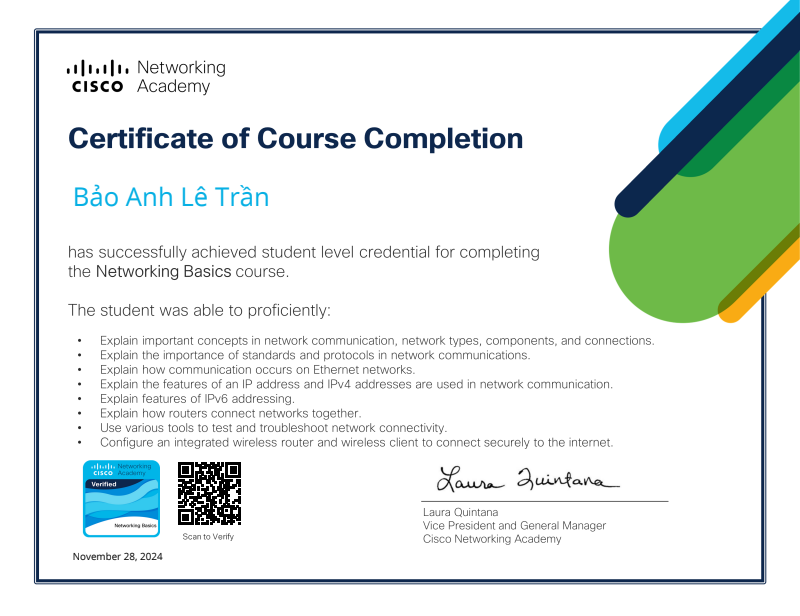 CISCO
Networking
Academy
Certificate of Course Completion
Bảo Anh Lê Trần
has successfully achieved student level credential for completing
the Networking Basics course.
The student was able to proficiently:
• Explain important concepts in network communication, network types, components, and connections.
• Explain the importance of standards and protocols in network communications.
• Explain how communication occurs on Ethernet networks.
• Explain the features of an IP address and IPv4 addresses are used in network communication.
• Explain features of IPv6 addressing.
• Explain how routers connect networks together.
• Use various tools to test and troubleshoot network connectivity.
• Configure an integrated wireless router and wireless client to connect securely to the internet.
CISCO
Networking
Academy
Verified
Networking Basics
Scan to Verify
November 28, 2024
Laura Quintana
Laura Quintana
Vice President and General Manager
Cisco Networking Academy